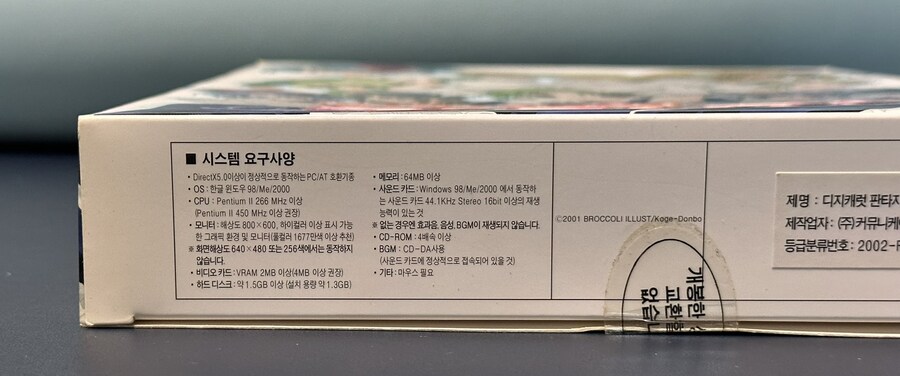 ■ 시스템 요구사양
• DirectX5.0이상이 정상적으로 동작하는 PC/AT 호환기종
• OS : 한글 윈도우 98/Me/2000
• CPU : Pentium II 266 MHz 이상
(Pentium II 450 MHz 이상 권장)
• 모니터 : 해상도 800×600, 하이컬러 이상 표시 가능
한 그래픽 환경 및 모니터(풀컬러 1677만색 이상 추천)
※ 화면해상도 640×480 또는 256색에서는 동작하지
않습니다.
• 비디오 카드 : VRAM 2MB 이상(4MB 이상 권장)
• 하드 디스크 : 약 1.5GB 이상 (설치 용량 약 1.3GB)
• 메모리 : 64MB 이상
• 사운드 카드 : Windows 98/Me/2000 에서 동작하
는 사운드 카드 44.1KHz Stereo 16bit 이상의 재생
능력이 있는 것
※ 없는 경우엔 효과음, 음성, BGM이 재생되지 않습니다.
• CD-ROM : 4배속 이상
• BGM : CD-DA사용
(사운드 카드에 정상적으로 접속되어 있을 것)
• 기타 : 마우스 필요
©2001 BROCCOLI ILLUST/Koge-Donbo
개봉한
교환
없습니
제명 : 디지캐럿 판타지
제작업자 : (주)커뮤니케
등급분류번호 : 2002-